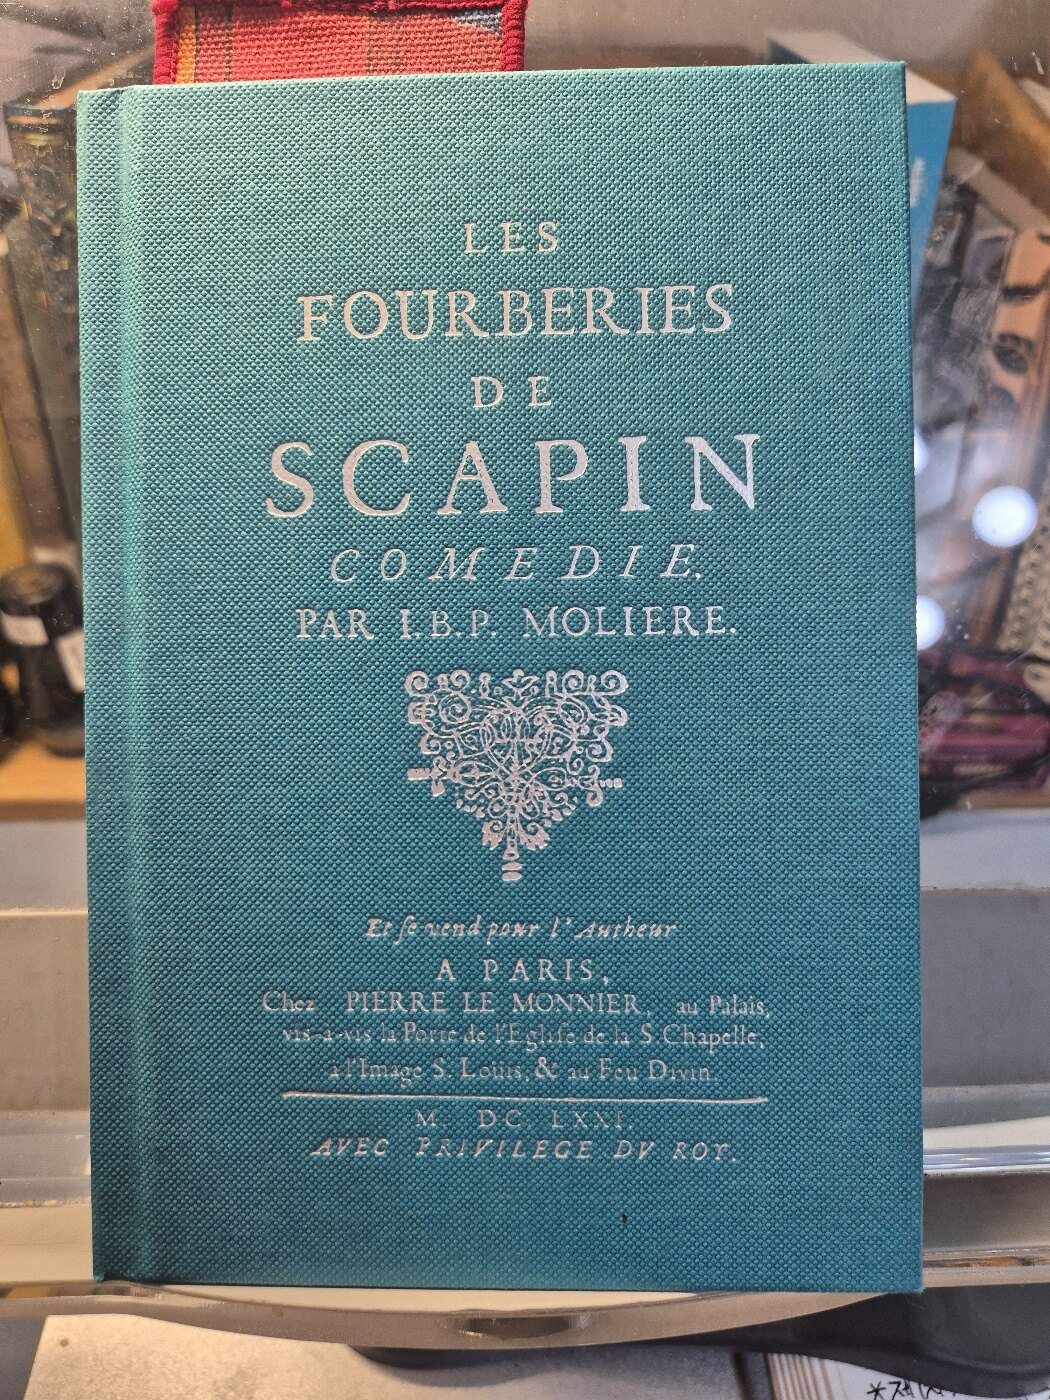 LES
FOURBERIES
DE
SCAPIN
COMEDIE.
PAR I.B.P. MOLIERE.
Et ſe vend pour l'Autheur
A PARIS,
Chez PIERRE LE MONNIER, au Palais,
vis-à-vis la Porte de l'Egliſe de la S. Chapelle,
à l'Image S. Loüis, & au Feu Divin.
M. DC. LXXI.
AVEC PRIVILEGE DV ROY.